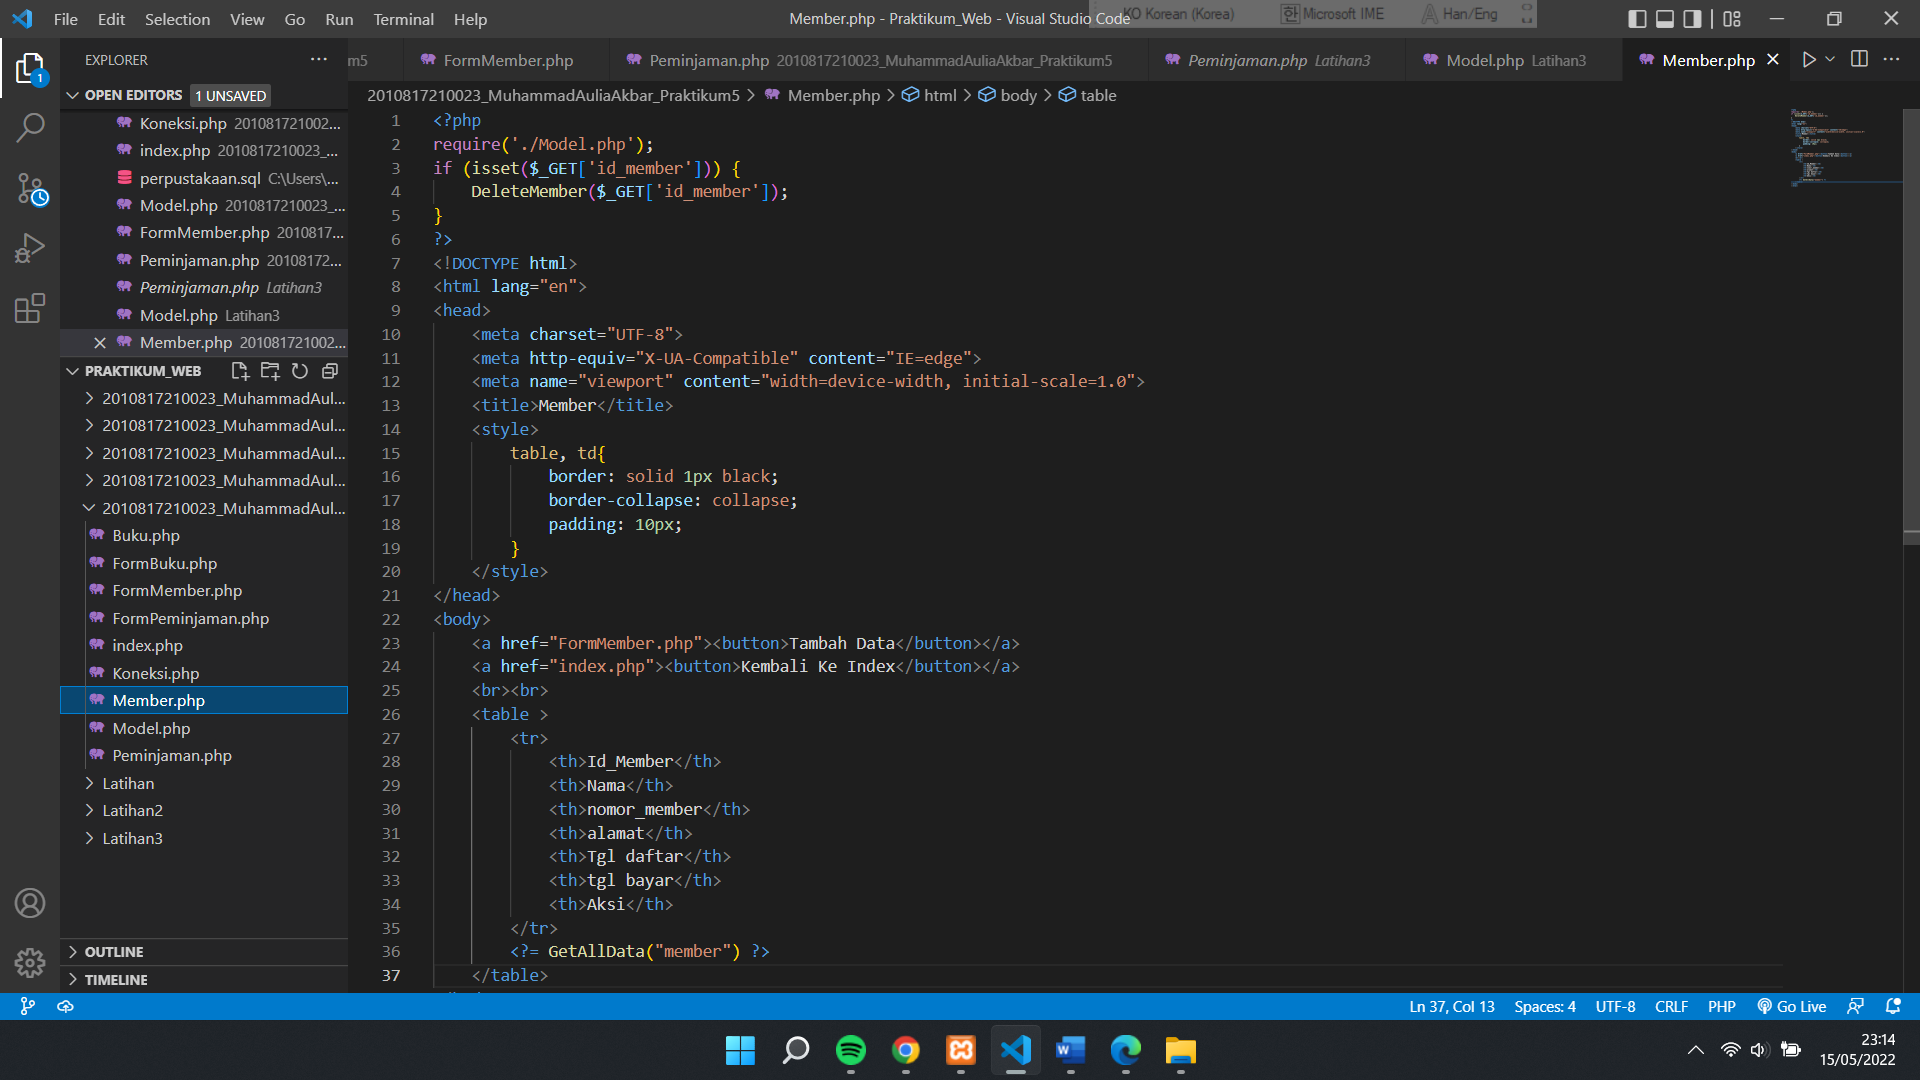 File Edit Selection View Go Run Terminal Help
Member.php - Praktikum_Web - Visual Studio Code
KO Korean (Korea) 한 Microsoft IME A Han/Eng
EXPLORER
m5 FormMember.php Peminjaman.php 2010817210023_MuhammadAuliaAkbar_Praktikum5 Peminjaman.php Latihan3 Model.php Latihan3 Member.php
OPEN EDITORS 1 UNSAVED
Koneksi.php 201081721002...
index.php 2010817210023_...
perpustakaan.sql C:\Users\...
Model.php 2010817210023_...
FormMember.php 2010817...
Peminjaman.php 20108172...
Peminjaman.php Latihan3
Model.php Latihan3
Member.php 201081721002...
PRAKTIKUM_WEB
2010817210023_MuhammadAul...
2010817210023_MuhammadAul...
2010817210023_MuhammadAul...
2010817210023_MuhammadAul...
2010817210023_MuhammadAul...
Buku.php
FormBuku.php
FormMember.php
FormPeminjaman.php
index.php
Koneksi.php
Member.php
Model.php
Peminjaman.php
Latihan
Latihan2
Latihan3
OUTLINE
TIMELINE
2010817210023_MuhammadAuliaAkbar_Praktikum5 > Member.php > html > body > table
1 <?php
2 require('./Model.php');
3 if (isset($_GET['id_member'])) {
4 DeleteMember($_GET['id_member']);
5 }
6 ?>
7 <!DOCTYPE html>
8 <html lang="en">
9 <head>
10 <meta charset="UTF-8">
11 <meta http-equiv="X-UA-Compatible" content="IE=edge">
12 <meta name="viewport" content="width=device-width, initial-scale=1.0">
13 <title>Member</title>
14 <style>
15 table, td{
16 border: solid 1px black;
17 border-collapse: collapse;
18 padding: 10px;
19 }
20 </style>
21 </head>
22 <body>
23 <a href="FormMember.php"><button>Tambah Data</button></a>
24 <a href="index.php"><button>Kembali Ke Index</button></a>
25 <br><br>
26 <table >
27 <tr>
28 <th>Id_Member</th>
29 <th>Nama</th>
30 <th>nomor_member</th>
31 <th>alamat</th>
32 <th>Tgl daftar</th>
33 <th>tgl bayar</th>
34 <th>Aksi</th>
35 </tr>
36 <?= GetAllData("member") ?>
37 </table>
Ln 37, Col 13 Spaces: 4 UTF-8 CRLF PHP Go Live
23:14
15/05/2022